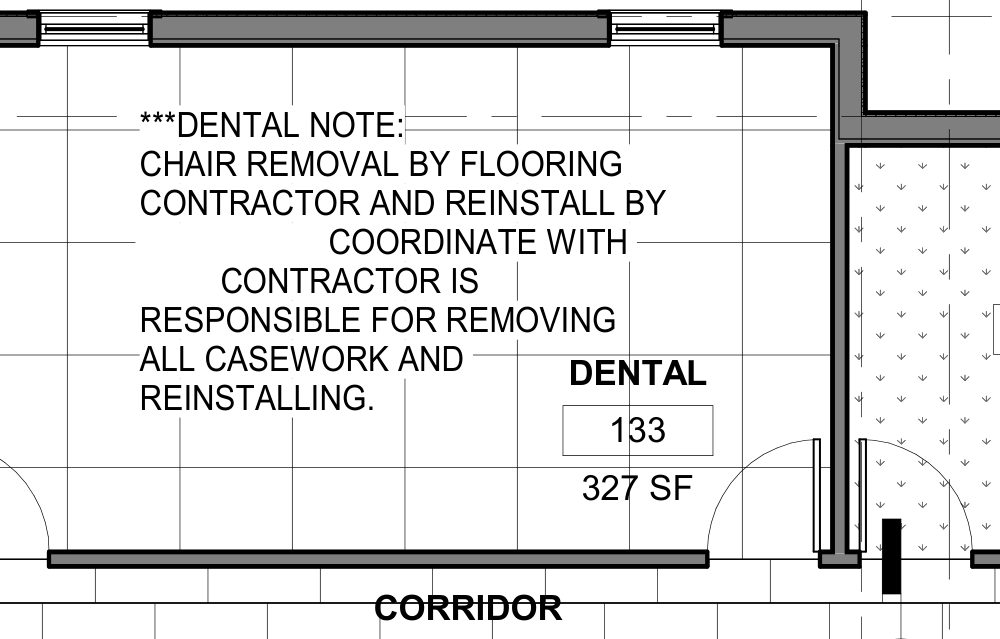 ***DENTAL NOTE:
CHAIR REMOVAL BY FLOORING
CONTRACTOR AND REINSTALL BY
COORDINATE WITH
CONTRACTOR IS
RESPONSIBLE FOR REMOVING
ALL CASEWORK AND
REINSTALLING.
DENTAL
133
327 SF
CORRIDOR